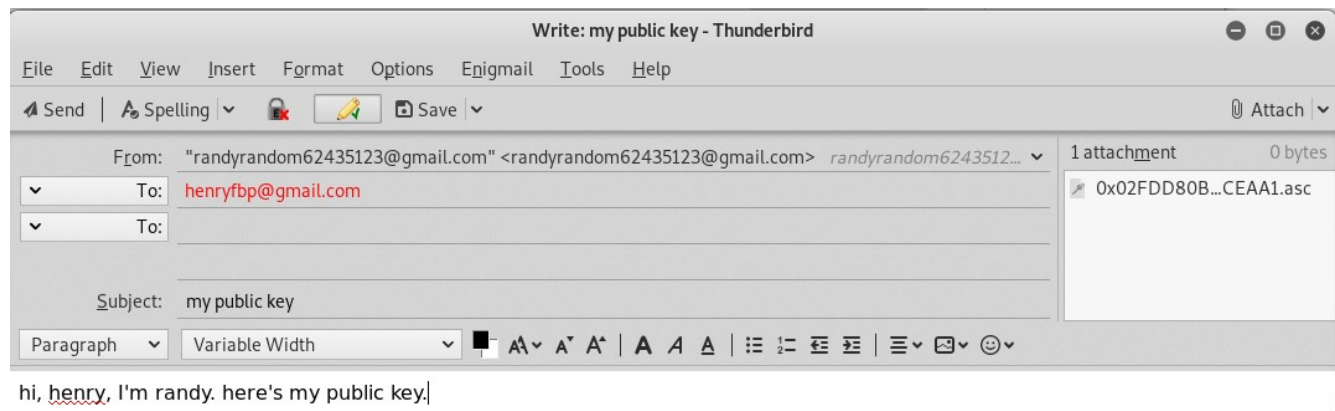 Write: my public key - Thunderbird
File Edit View Insert Format Options Enigmail Tools Help
Send Spelling Save Attach
From: "randyrandom62435123@gmail.com" <randyrandom62435123@gmail.com> randyrandom6243512...
1 attachment 0 bytes
To: henryfbp@gmail.com
0x02FDD80B...CEAA1.asc
To:
Subject: my public key
Paragraph Variable Width
hi, henry, I'm randy. here's my public key.